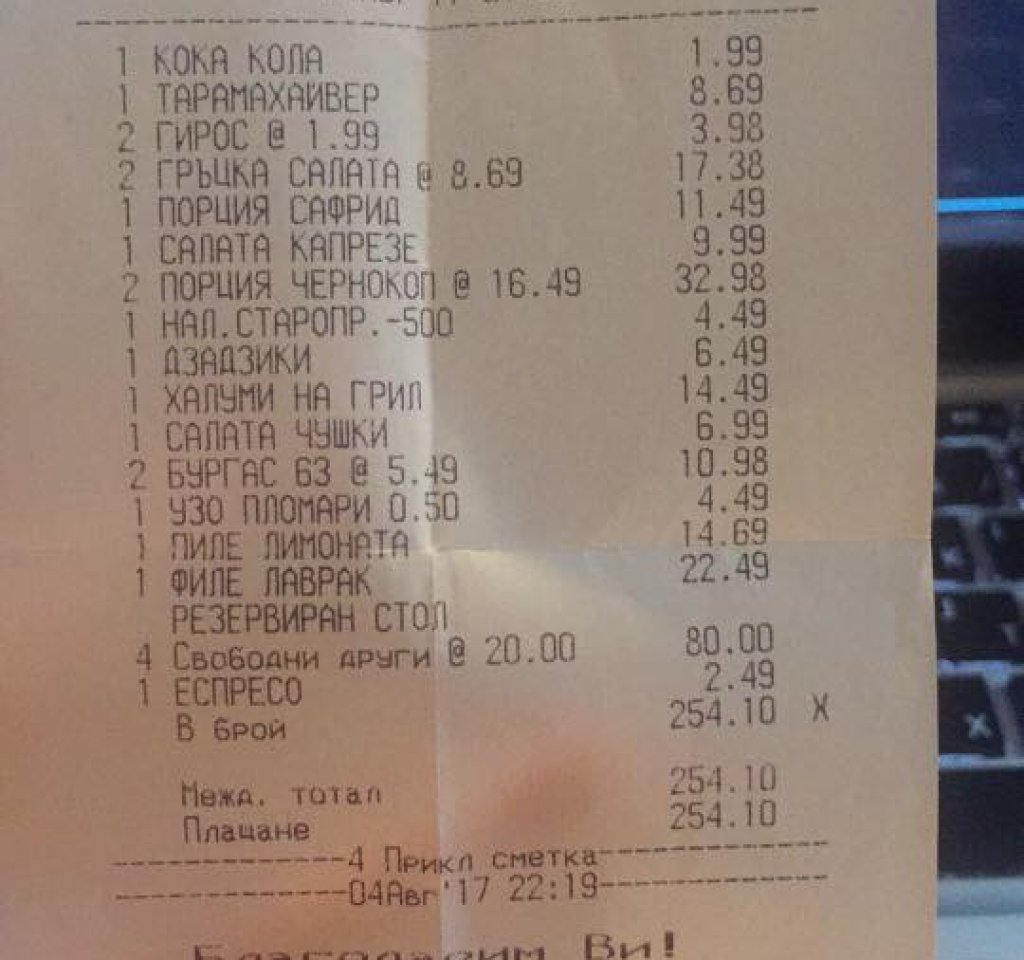 1 КОКА КОЛА 1.99
1 ТАРАМАХАИВЕР 8.69
2 ГИРОС @ 1.99 3.98
2 ГРЪЦКА САЛАТА @ 8.69 17.38
1 ПОРЦИЯ САФРИД 11.49
1 САЛАТА КАПРЕЗЕ 9.99
2 ПОРЦИЯ ЧЕРНОКОП @ 16.49 32.98
1 НАЛ.СТАРОПР.-500 4.49
1 ДЗАДЗИКИ 6.49
1 ХАЛУМИ НА ГРИЛ 14.49
1 САЛАТА ЧУШКИ 6.99
2 БУРГАС 63 @ 5.49 10.98
1 УЗО ПЛОМАРИ 0.50 4.49
1 ПИЛЕ ЛИМОНАТА 14.69
1 ФИЛЕ ЛАВРАК 22.49
РЕЗЕРВИРАН СТОЛ
4 Свободни други @ 20.00 80.00
1 ЕСПРЕСО 2.49
В брой 254.10 X
Межд. тотал 254.10
Плащане 254.10
4 Прикл сметка
04Авг'17 22:19
Благодарим Ви!